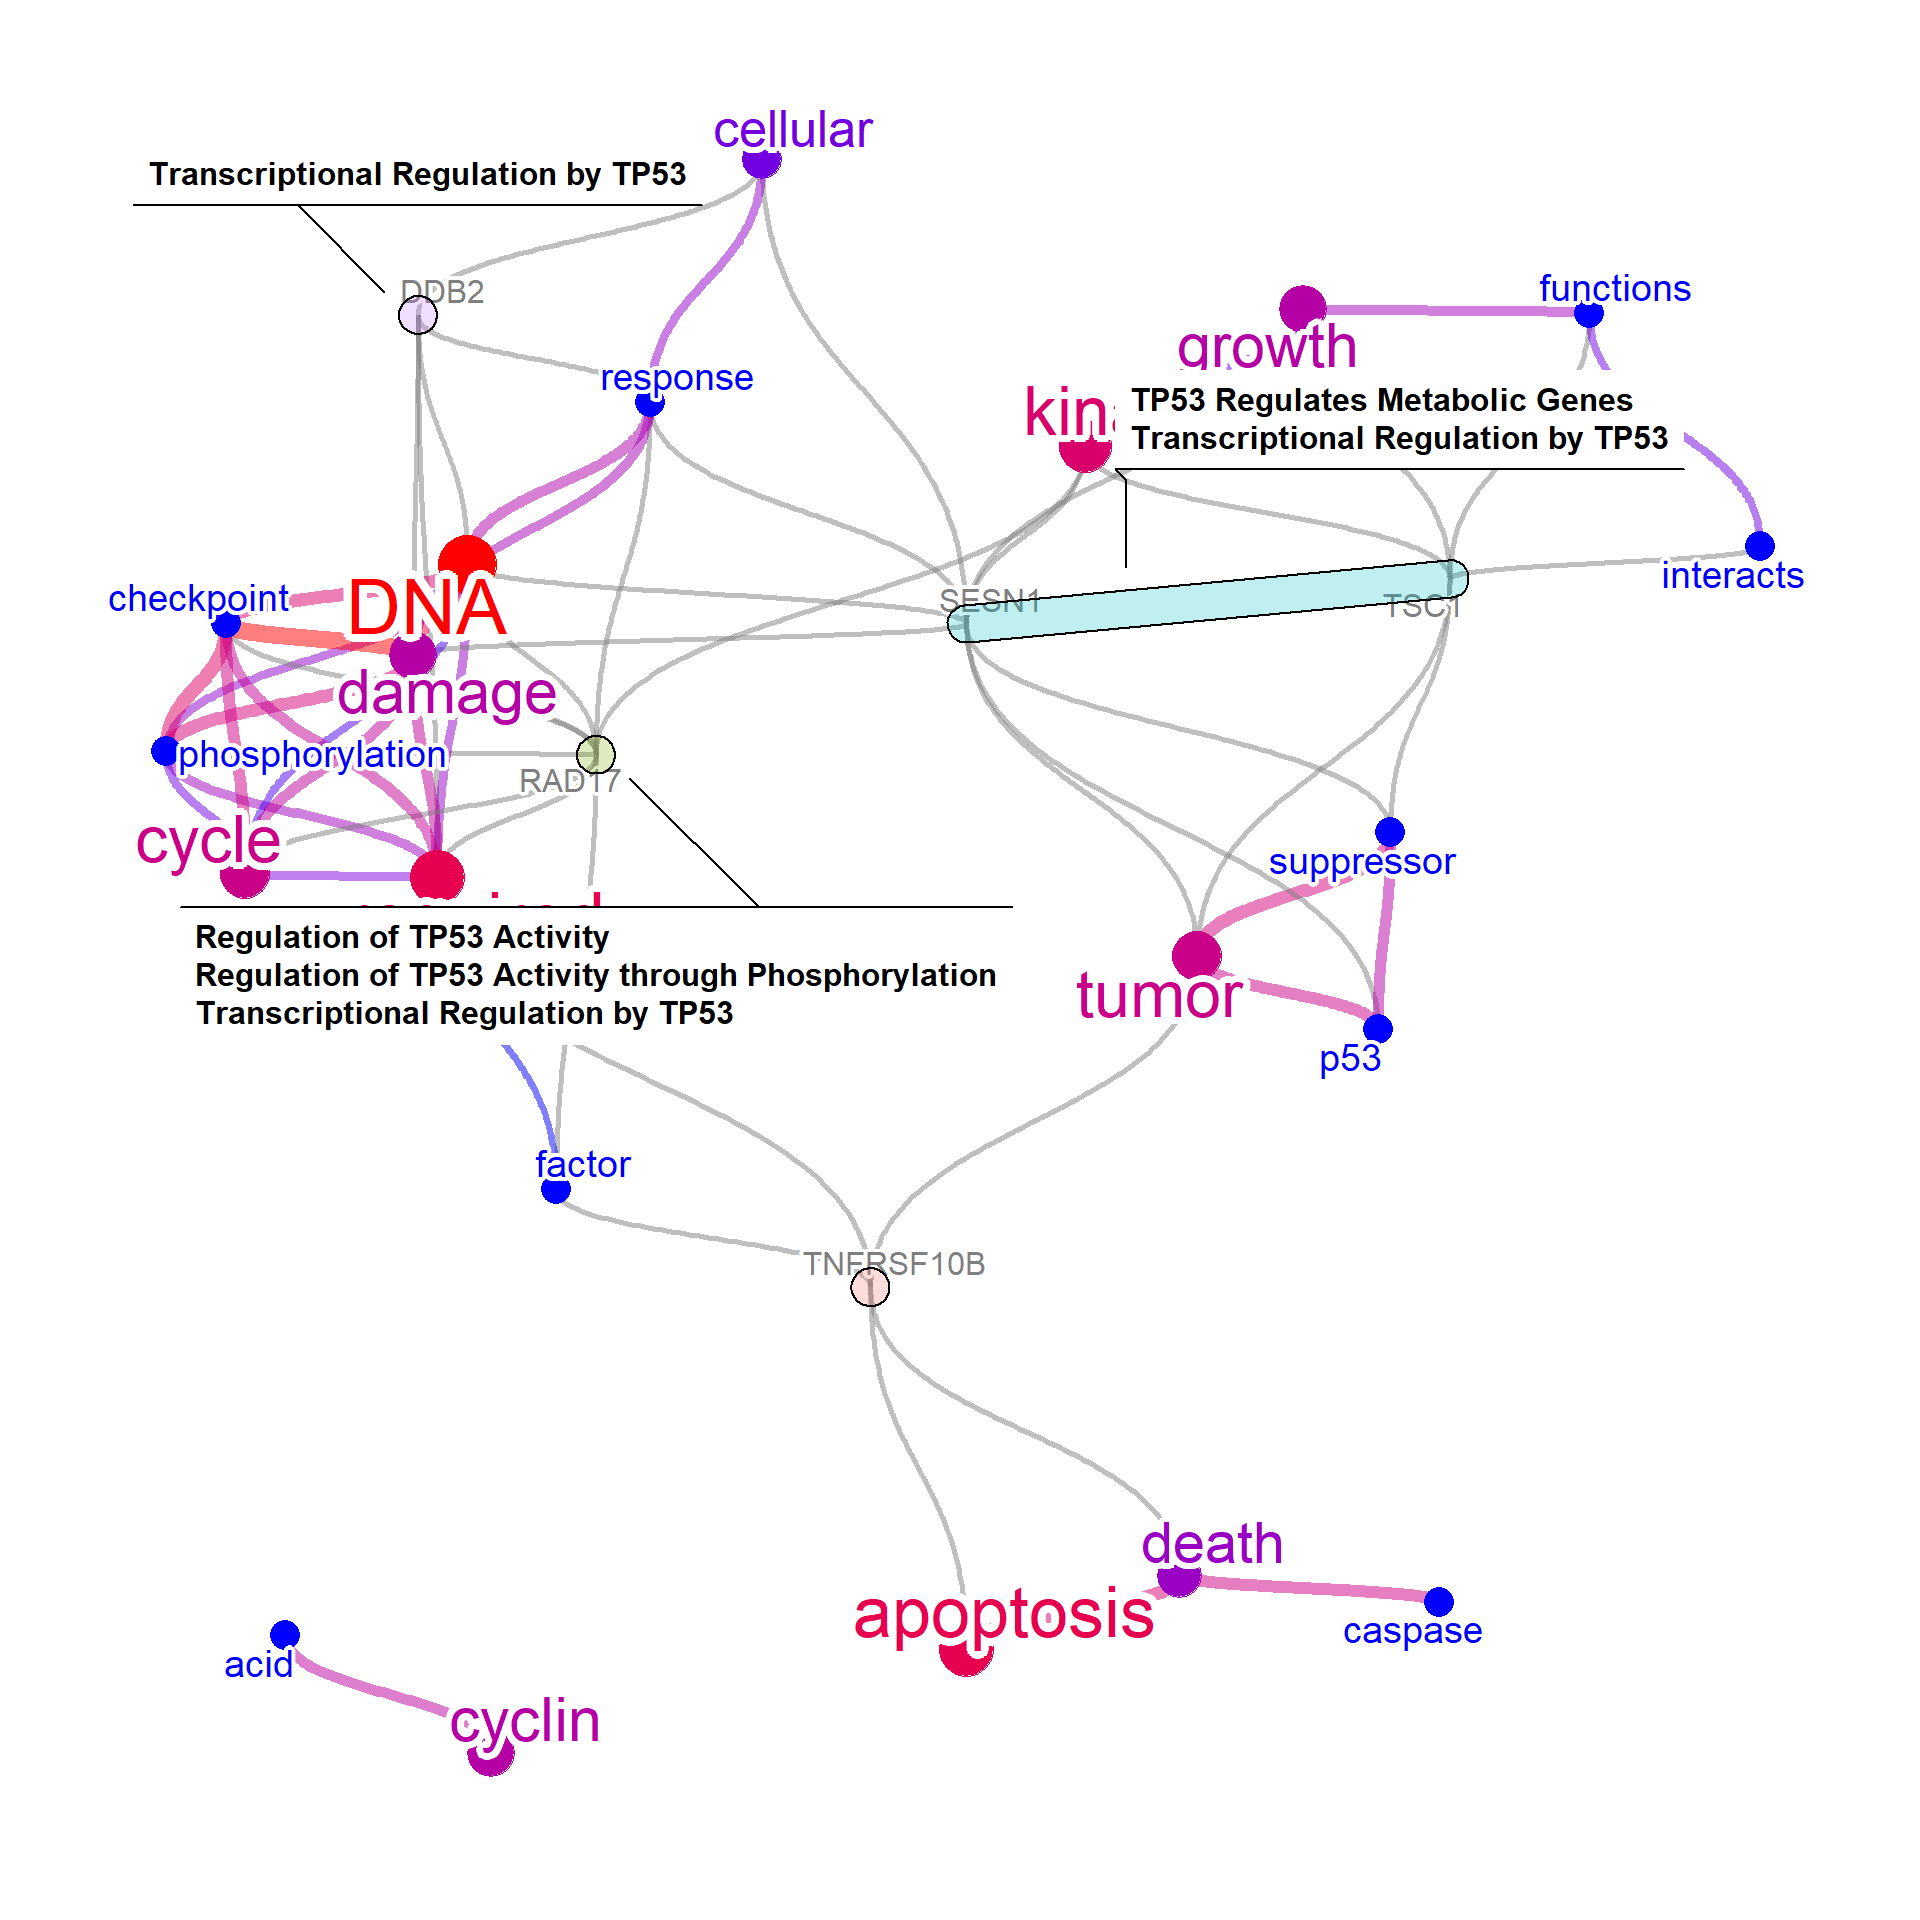 cellular
Transcriptional Regulation by TP53
DDB2
functions
growth
response
TP53 Regulates Metabolic Genes
Transcriptional Regulation by TP53
interacts
checkpoint
DNA
SESN1
TSC1
damage
phosphorylation
RAD17
cycle
suppressor
Regulation of TP53 Activity
Regulation of TP53 Activity through Phosphorylation
Transcriptional Regulation by TP53
tumor
p53
factor
TNFRSF10B
death
apoptosis
caspase
acid
cyclin